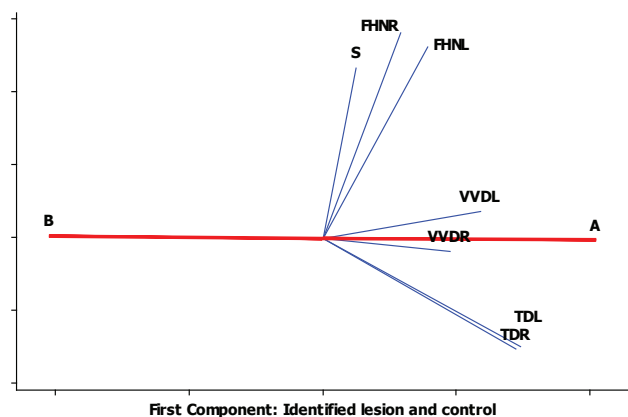 FHNR
FHNL
S
VVDL
B
A
VVDR
TDL
TDR
First Component: Identified lesion and control